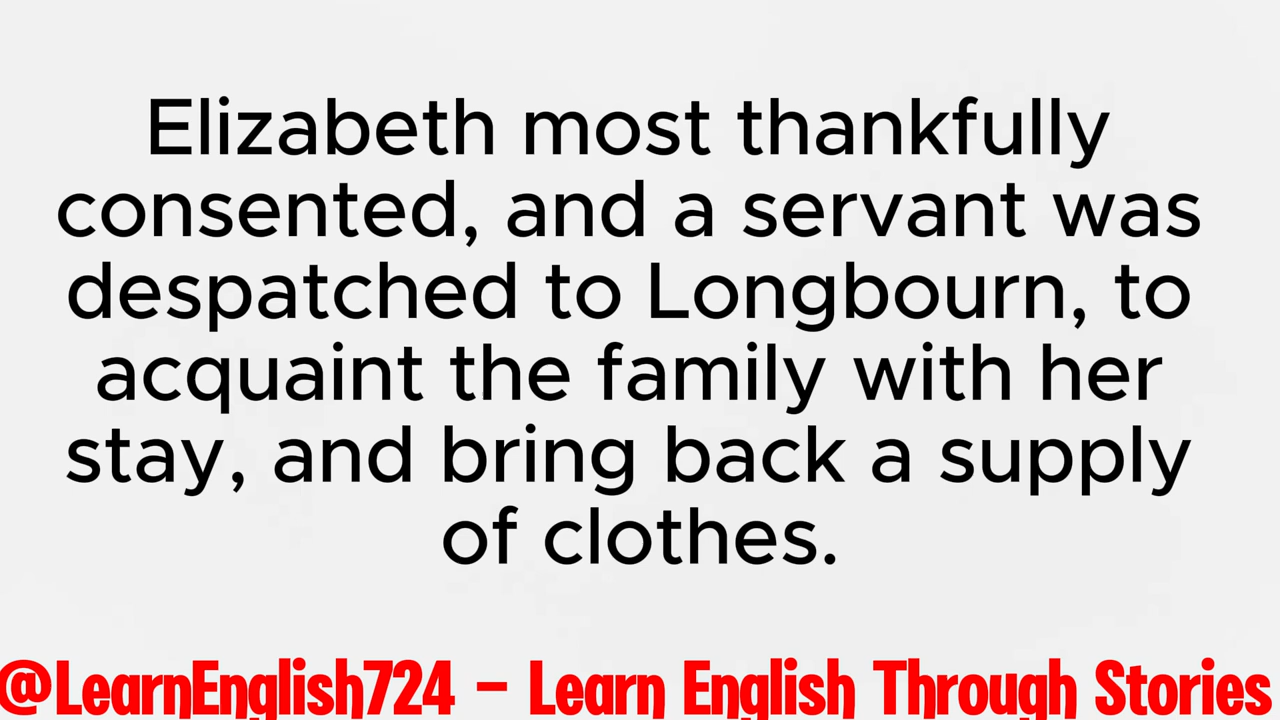 Elizabeth most thankfully
consented, and a servant was
despatched to Longbourn, to
acquaint the family with her
stay, and bring back a supply
of clothes.
@LearnEnglish724 - Learn English Through Stories